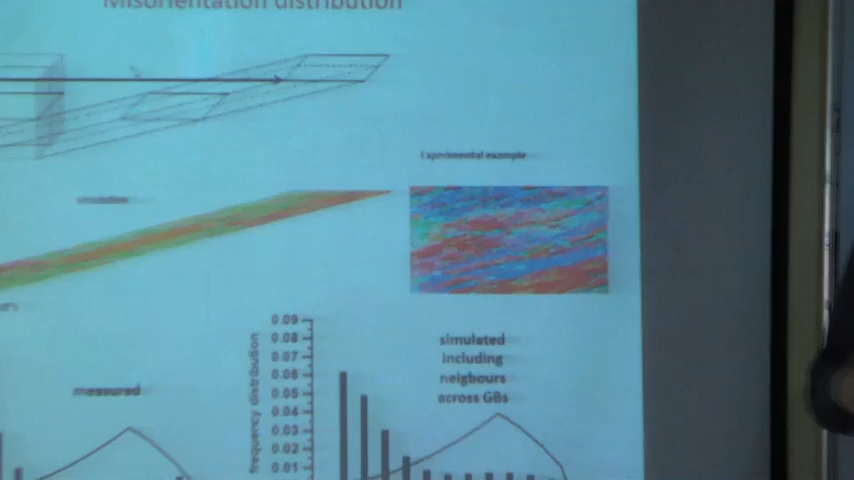 Misorientation distribution
Experimental example
measured
frequency distribution
0.09
0.08
0.07
0.06
0.05
0.04
0.03
0.02
0.01
simulated
including
neigbours
across GBs